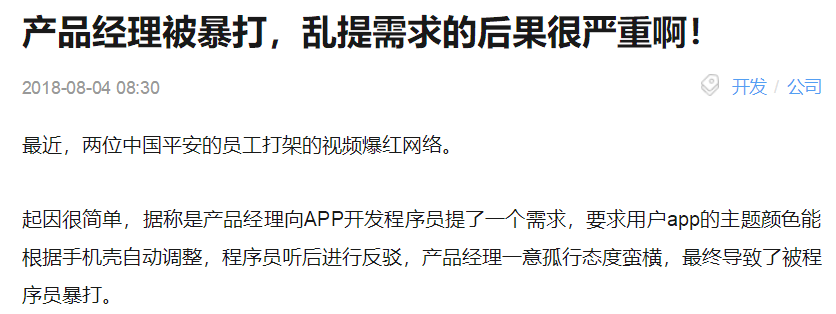 产品经理被暴打，乱提需求的后果很严重啊！
2018-08-04 08:30 开发 / 公司
最近，两位中国平安的员工打架的视频爆红网络。
起因很简单，据称是产品经理向APP开发程序员提了一个需求，要求用户app的主题颜色能
根据手机壳自动调整，程序员听后进行反驳，产品经理一意孤行态度蛮横，最终导致了被程
序员暴打。